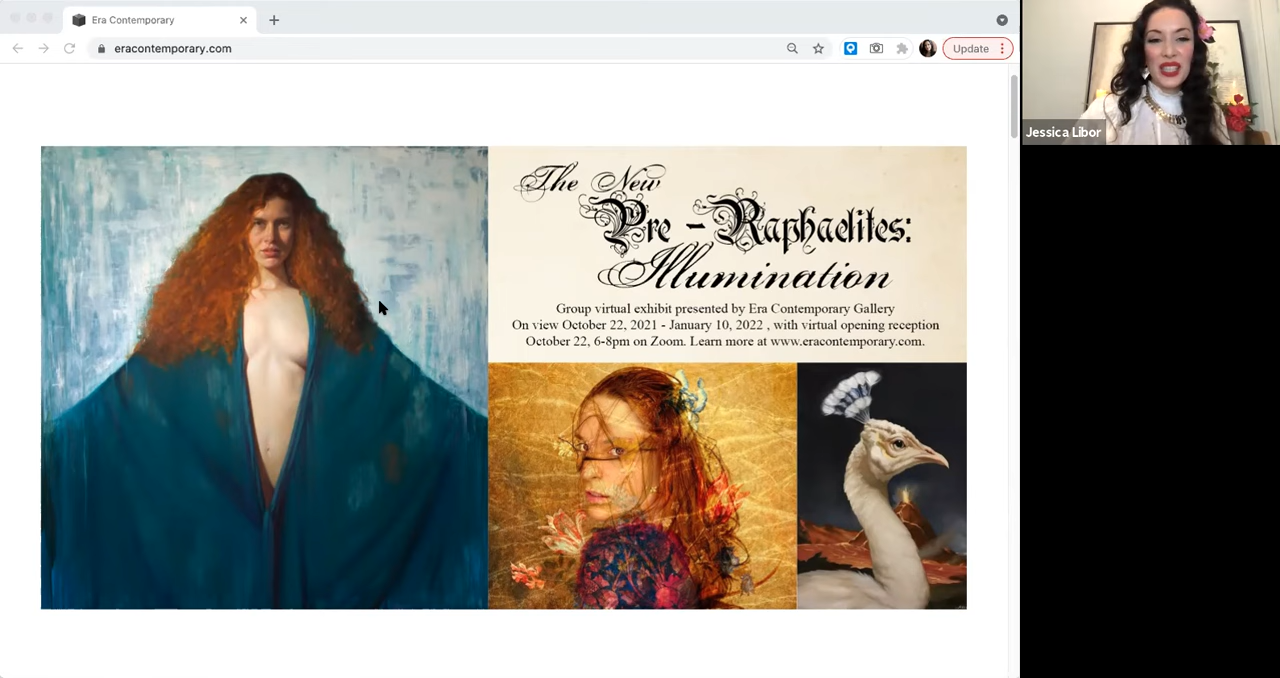 Era Contemporary
eracontemporary.com
Update
Jessica Libor
The New
Pre - Raphaelites:
Illumination
Group virtual exhibit presented by Era Contemporary Gallery
On view October 22, 2021 - January 10, 2022 , with virtual opening reception
October 22, 6-8pm on Zoom. Learn more at www.eracontemporary.com.